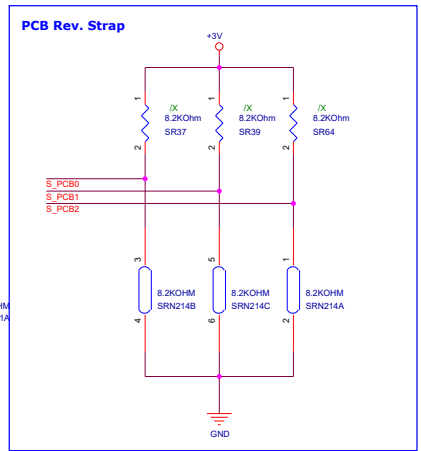 PCB Rev. Strap
+3V
1
1
1
/X
/X
/X
8.2KOhm
8.2KOhm
8.2KOhm
SR37
SR39
SR64
2
2
2
S_PCB0
S_PCB1
S_PCB2
3
5
1
8.2KOHM
8.2KOHM
8.2KOHM
SRN214B
SRN214C
SRN214A
HM
1A
4
6
2
GND